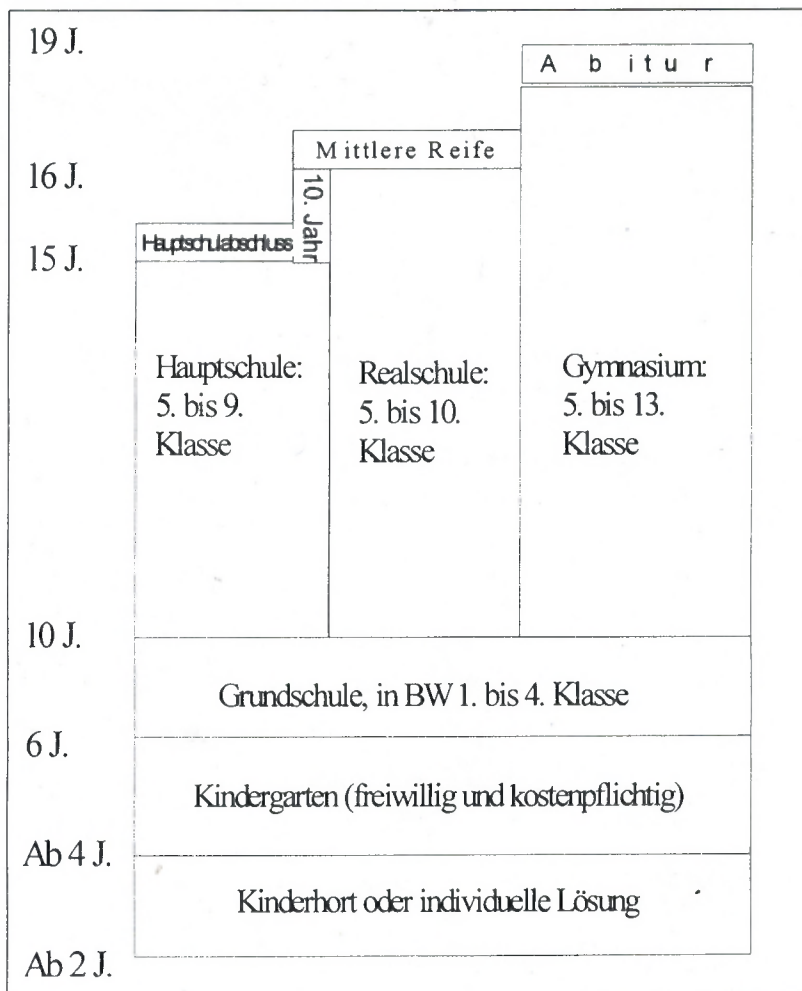 19 J.
A b i tur
Mittlere Reife
16 J.
10. Jahr
Hauptschulabschluss
15 J.
Hauptschule:
5. bis 9.
Klasse
Realschule:
5. bis 10.
Klasse
Gymnasium:
5. bis 13.
Klasse
10 J.
Grundschule, in BW 1. bis 4. Klasse
6 J.
Kindergarten (freiwillig und kostenpflichtig)
Ab 4 J.
Kinderhort oder individuelle Lösung
Ab 2 J.